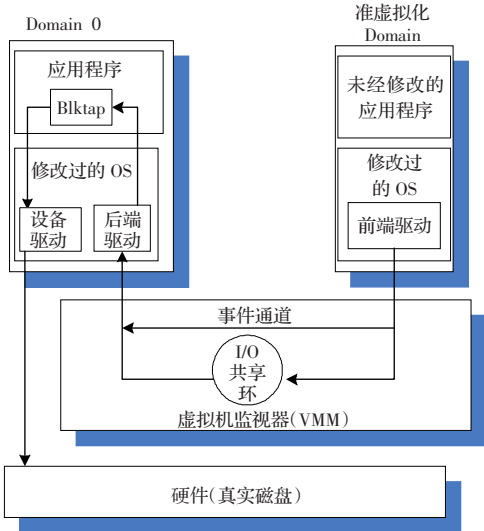 Domain 0
应用程序
Blktap
修改过的 OS
设备
驱动
后端
驱动
准虚拟化
Domain
未经修改的
应用程序
修改过
的 OS
前端驱动
事件通道
I/O
共享
环
虚拟机监视器(VMM)
硬件(真实磁盘)